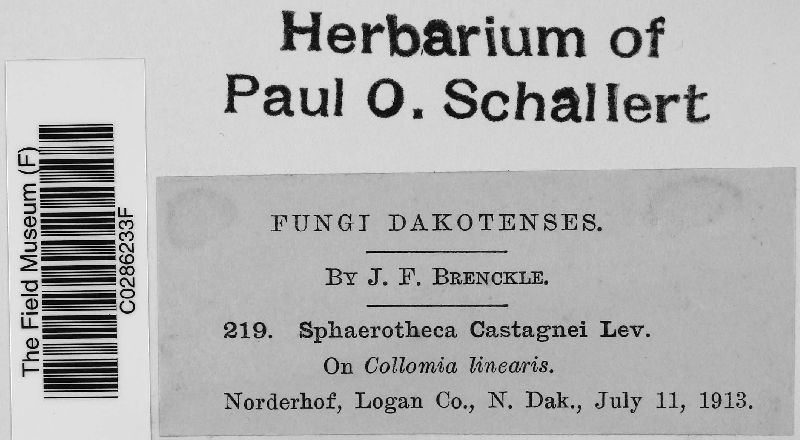 Herbarium of
Paul O. Schallert
The Field Museum (F)
C0286233F
FUNGI DAKOTENSES.
By J. F. Brenckle.
219. Sphaerotheca Castagnei Lev.
On Collomia linearis.
Norderhof, Logan Co., N. Dak., July 11, 1913.